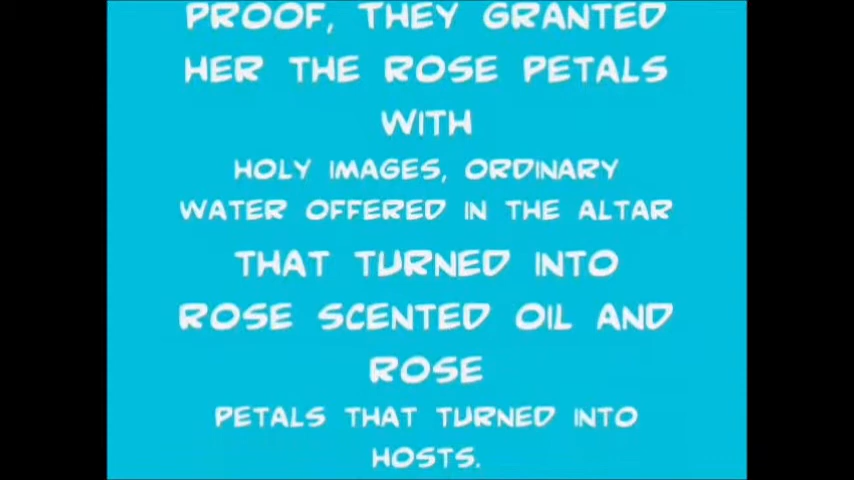 PROOF, THEY GRANTED
HER THE ROSE PETALS
WITH
HOLY IMAGES, ORDINARY
WATER OFFERED IN THE ALTAR
THAT TURNED INTO
ROSE SCENTED OIL AND
ROSE
PETALS THAT TURNED INTO
HOSTS.